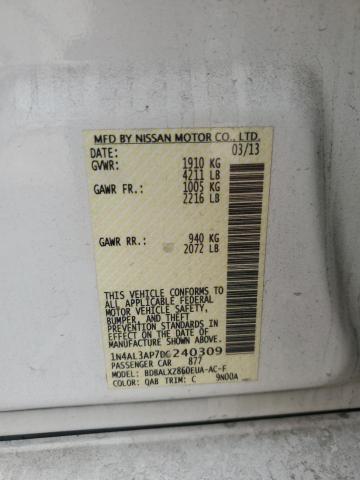 MFD BY NISSAN MOTOR CO., LTD.
DATE: 03/13
GVWR: 1910 KG
4211 LB
GAWR FR.: 1005 KG
2216 LB
GAWR RR.: 940 KG
2072 LB
THIS VEHICLE CONFORMS TO
ALL APPLICABLE FEDERAL
MOTOR VEHICLE SAFETY,
BUMPER, AND THEFT
PREVENTION STANDARDS IN
EFFECT ON THE DATE OF
MANUFACTURE SHOWN ABOVE.
PASSENGER CAR 877
MODEL: BDBALXZ860EUA-AC-F
COLOR: QAB TRIM: C 9N00A